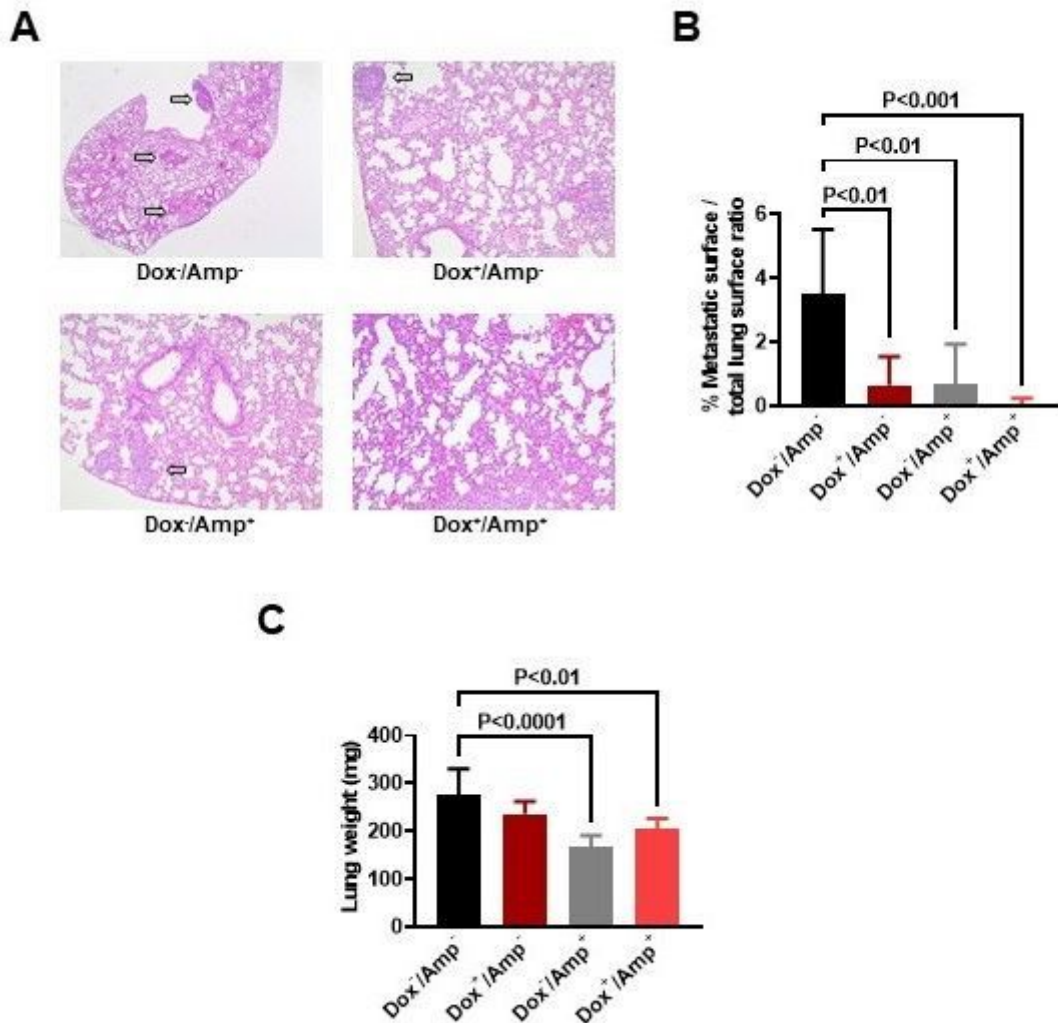 A
Dox⁻/Amp⁻
Dox⁺/Amp⁻
Dox⁻/Amp⁺
Dox⁺/Amp⁺
B
P<0.001
P<0.01
P<0.01
% Metastatic surface /
total lung surface ratio
6
4
2
0
Dox⁻/Amp⁻
Dox⁺/Amp⁻
Dox⁻/Amp⁺
Dox⁺/Amp⁺
C
P<0.01
P<0.0001
Lung weight (mg)
400
300
200
100
0
Dox⁻/Amp⁻
Dox⁺/Amp⁻
Dox⁻/Amp⁺
Dox⁺/Amp⁺